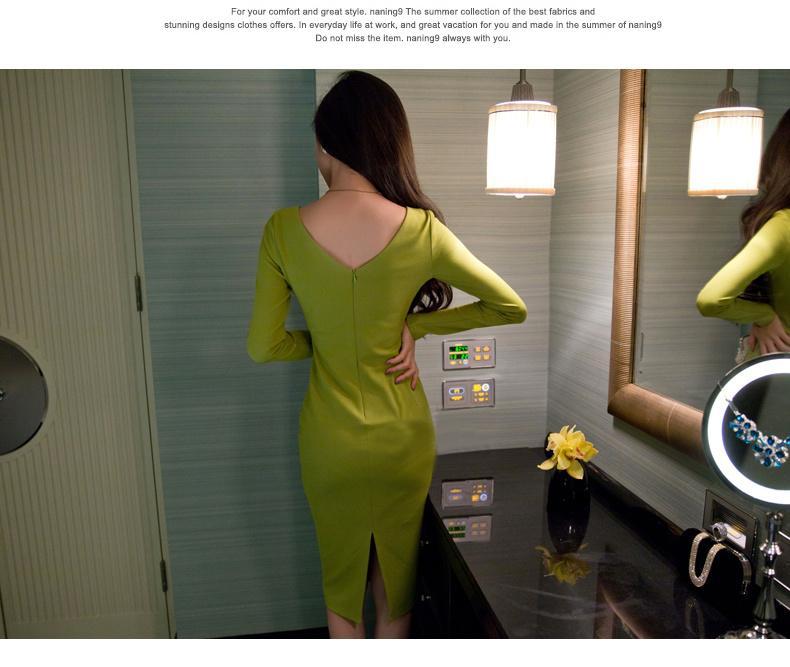 For your comfort and great style. naning9 The summer collection of the best fabrics and
stunning designs clothes offers. In everyday life at work, and great vacation for you and made in the summer of naning9
Do not miss the item. naning9 always with you.